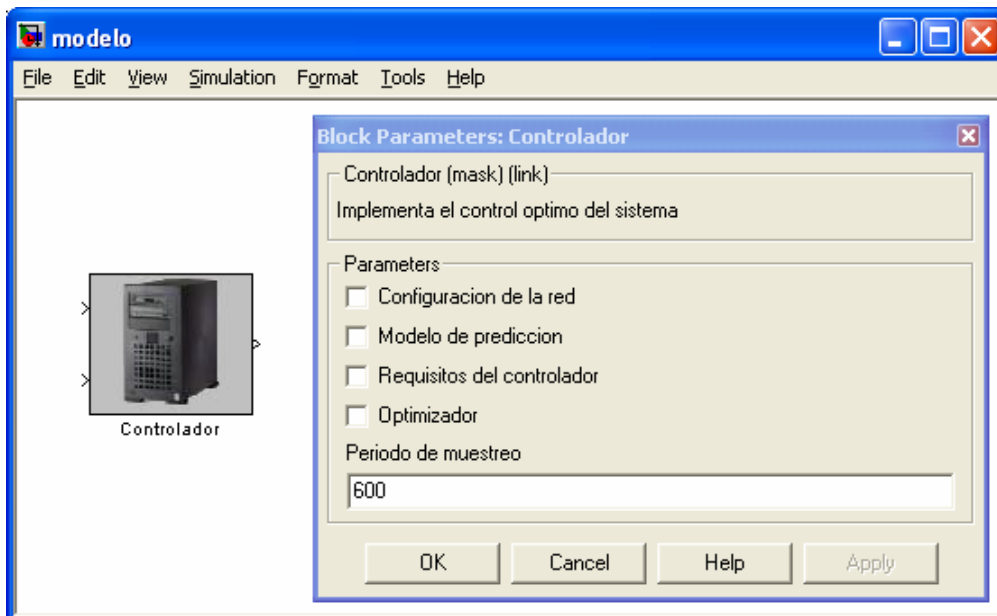 modelo
File Edit View Simulation Format Tools Help
Block Parameters: Controlador
Controlador (mask) (link)
Implementa el control optimo del sistema
Parameters
Configuracion de la red
Modelo de prediccion
Requisitos del controlador
Optimizador
Periodo de muestreo
600
OK Cancel Help Apply
Controlador